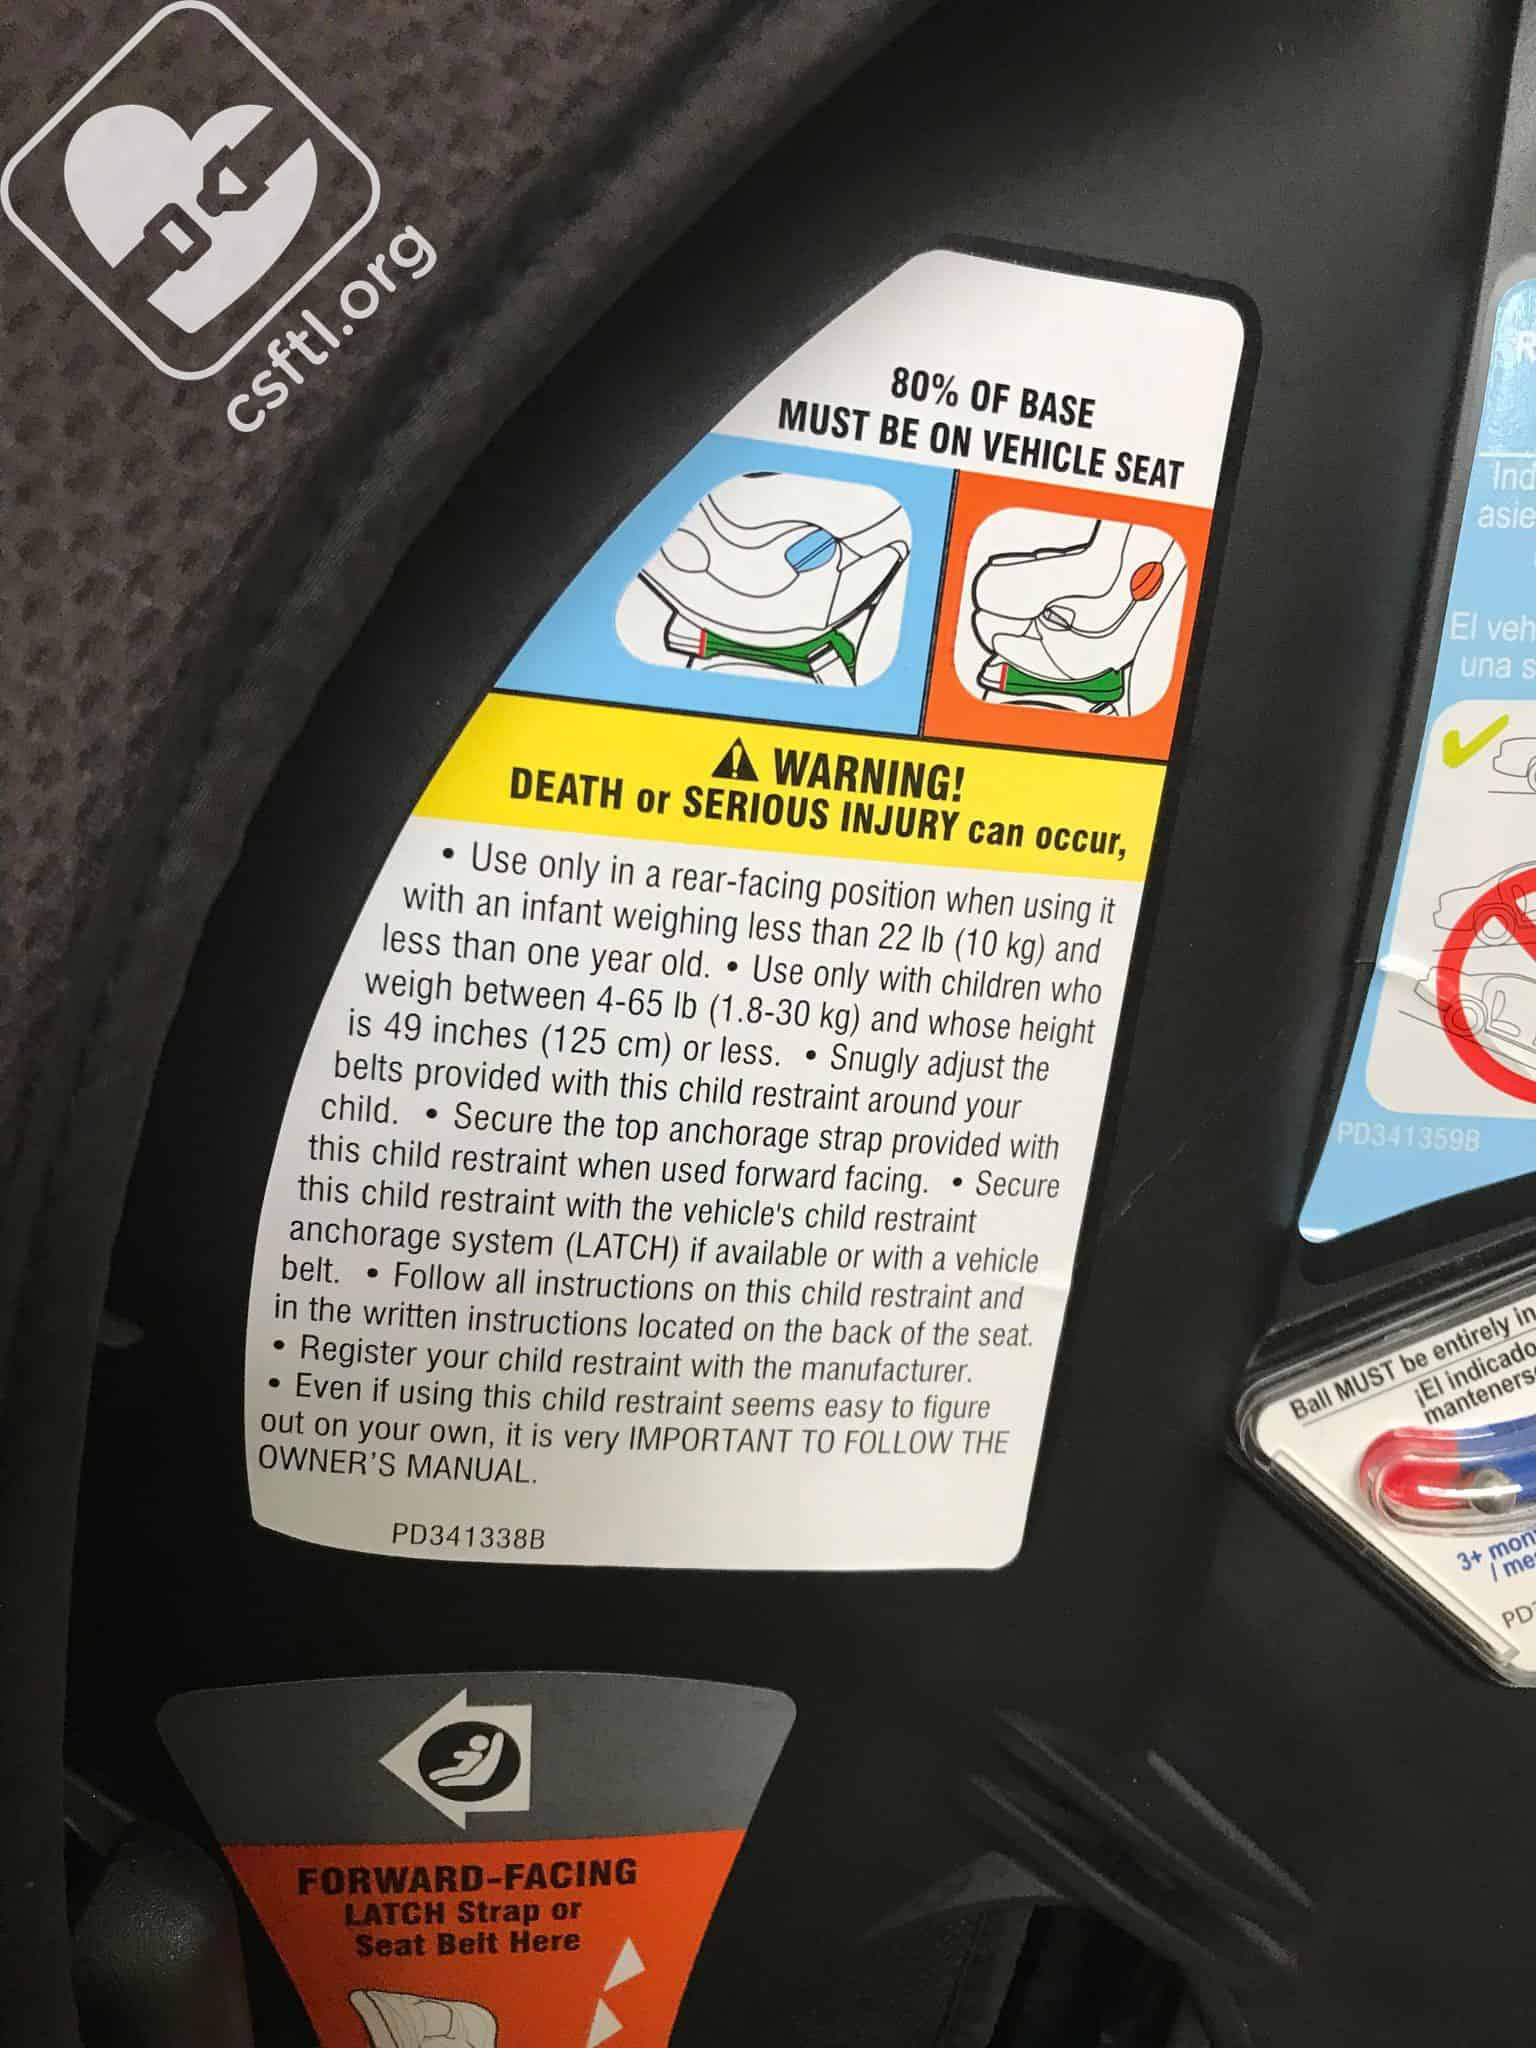 csftl.org
80% OF BASE
MUST BE ON VEHICLE SEAT
WARNING!
DEATH or SERIOUS INJURY can occur,
• Use only in a rear-facing position when using it
with an infant weighing less than 22 lb (10 kg) and
less than one year old. • Use only with children who
weigh between 4-65 lb (1.8-30 kg) and whose height
is 49 inches (125 cm) or less. • Snugly adjust the
belts provided with this child restraint around your
child. • Secure the top anchorage strap provided with
this child restraint when used forward facing. • Secure
this child restraint with the vehicle's child restraint
anchorage system (LATCH) if available or with a vehicle
belt. • Follow all instructions on this child restraint and
in the written instructions located on the back of the seat.
• Register your child restraint with the manufacturer.
• Even if using this child restraint seems easy to figure
out on your own, it is very IMPORTANT TO FOLLOW THE
OWNER'S MANUAL.
PD341338B
FORWARD-FACING
LATCH Strap or
Seat Belt Here
El
una
PD341359B
Ball MUST be entirely in
¡El
3+